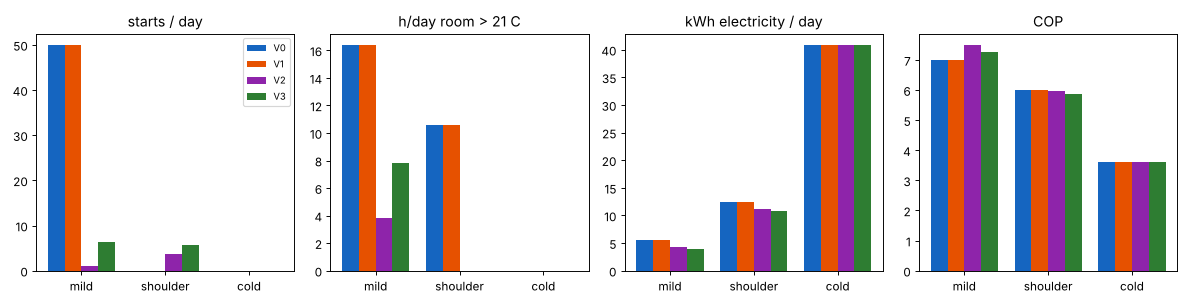 starts / day
50
40
30
20
10
0
mild
shoulder
cold
V0
V1
V2
V3
h/day room > 21 C
16
14
12
10
8
6
4
2
0
mild
shoulder
cold
kWh electricity / day
40
35
30
25
20
15
10
5
0
mild
shoulder
cold
COP
7
6
5
4
3
2
1
0
mild
shoulder
cold